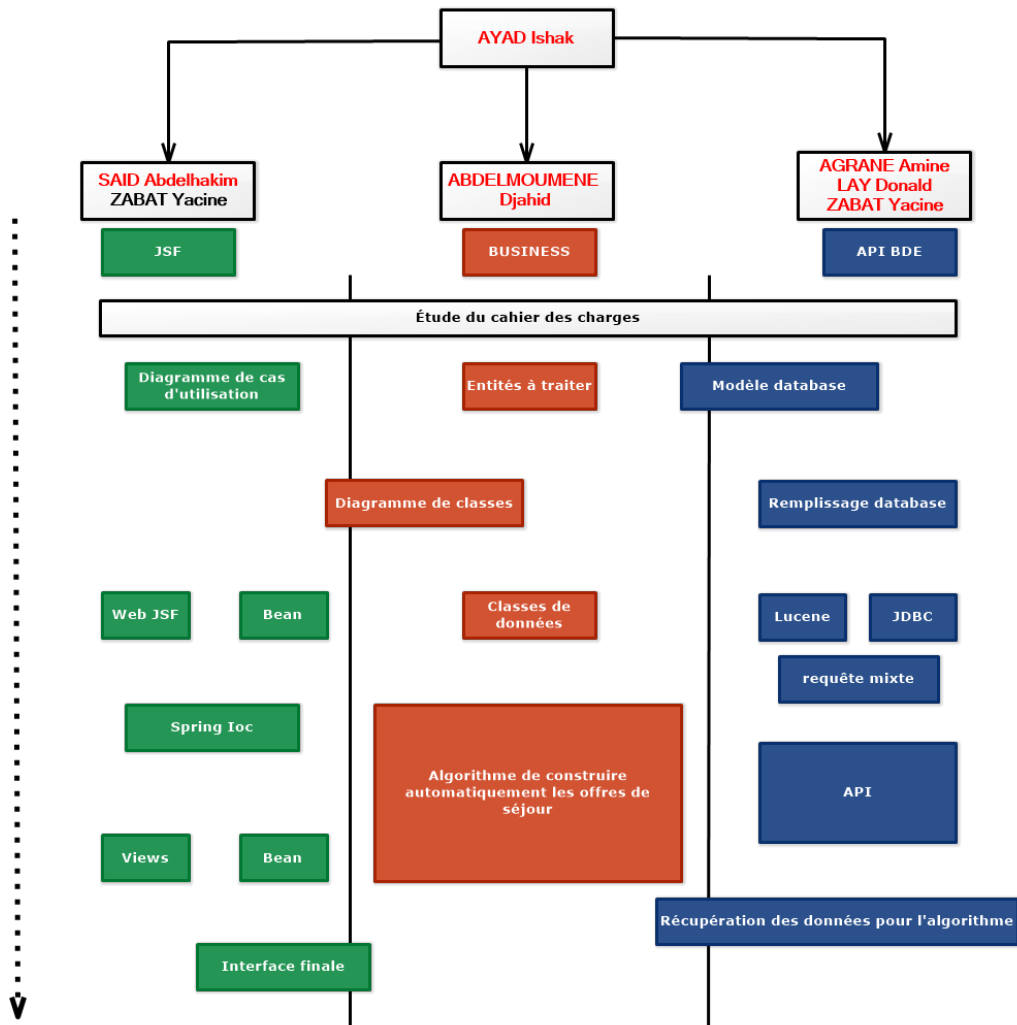 AYAD Ishak
SAID Abdelhakim
ZABAT Yacine
ABDELMOUMENE
Djahid
AGRANE Amine
LAY Donald
ZABAT Yacine
JSF
BUSINESS
API BDE
Étude du cahier des charges
Diagramme de cas
d'utilisation
Entités à traiter
Modèle database
Diagramme de classes
Remplissage database
Web JSF
Bean
Classes de
données
Lucene
JDBC
requête mixte
Spring Ioc
Algorithme de construire
automatiquement les offres de
séjour
API
Views
Bean
Récupération des données pour l'algorithme
Interface finale